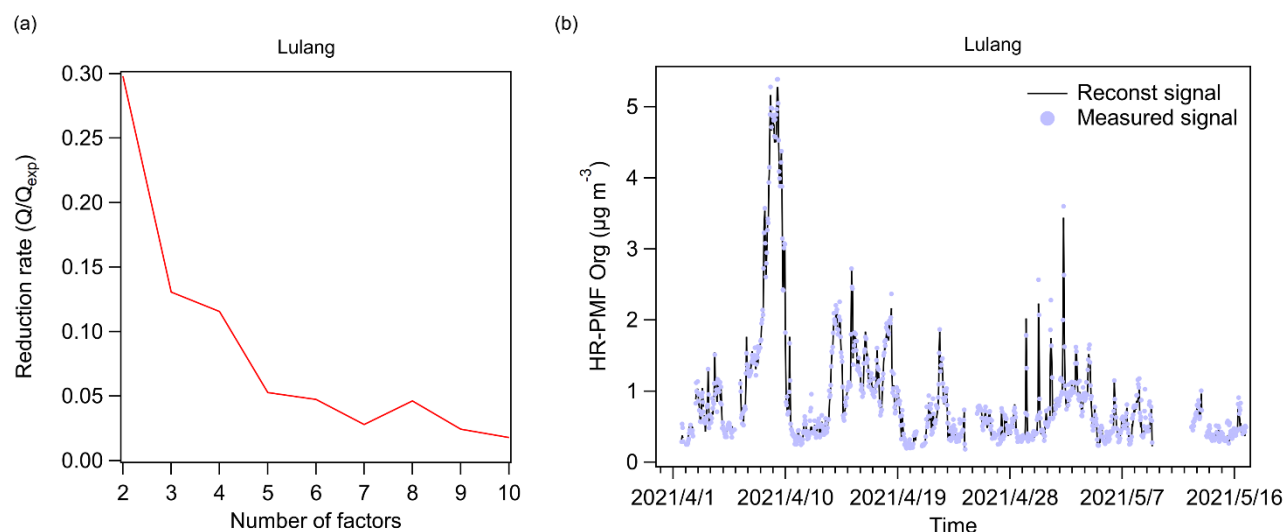 (a)
Lulang
Reduction rate (Q/Qexp)
0.30
0.25
0.20
0.15
0.10
0.05
0.00
2 3 4 5 6 7 8 9 10
Number of factors
(b)
Lulang
Reconst signal
Measured signal
HR-PMF Org (µg m⁻³)
5
4
3
2
1
0
2021/4/1 2021/4/10 2021/4/19 2021/4/28 2021/5/7 2021/5/16
Time